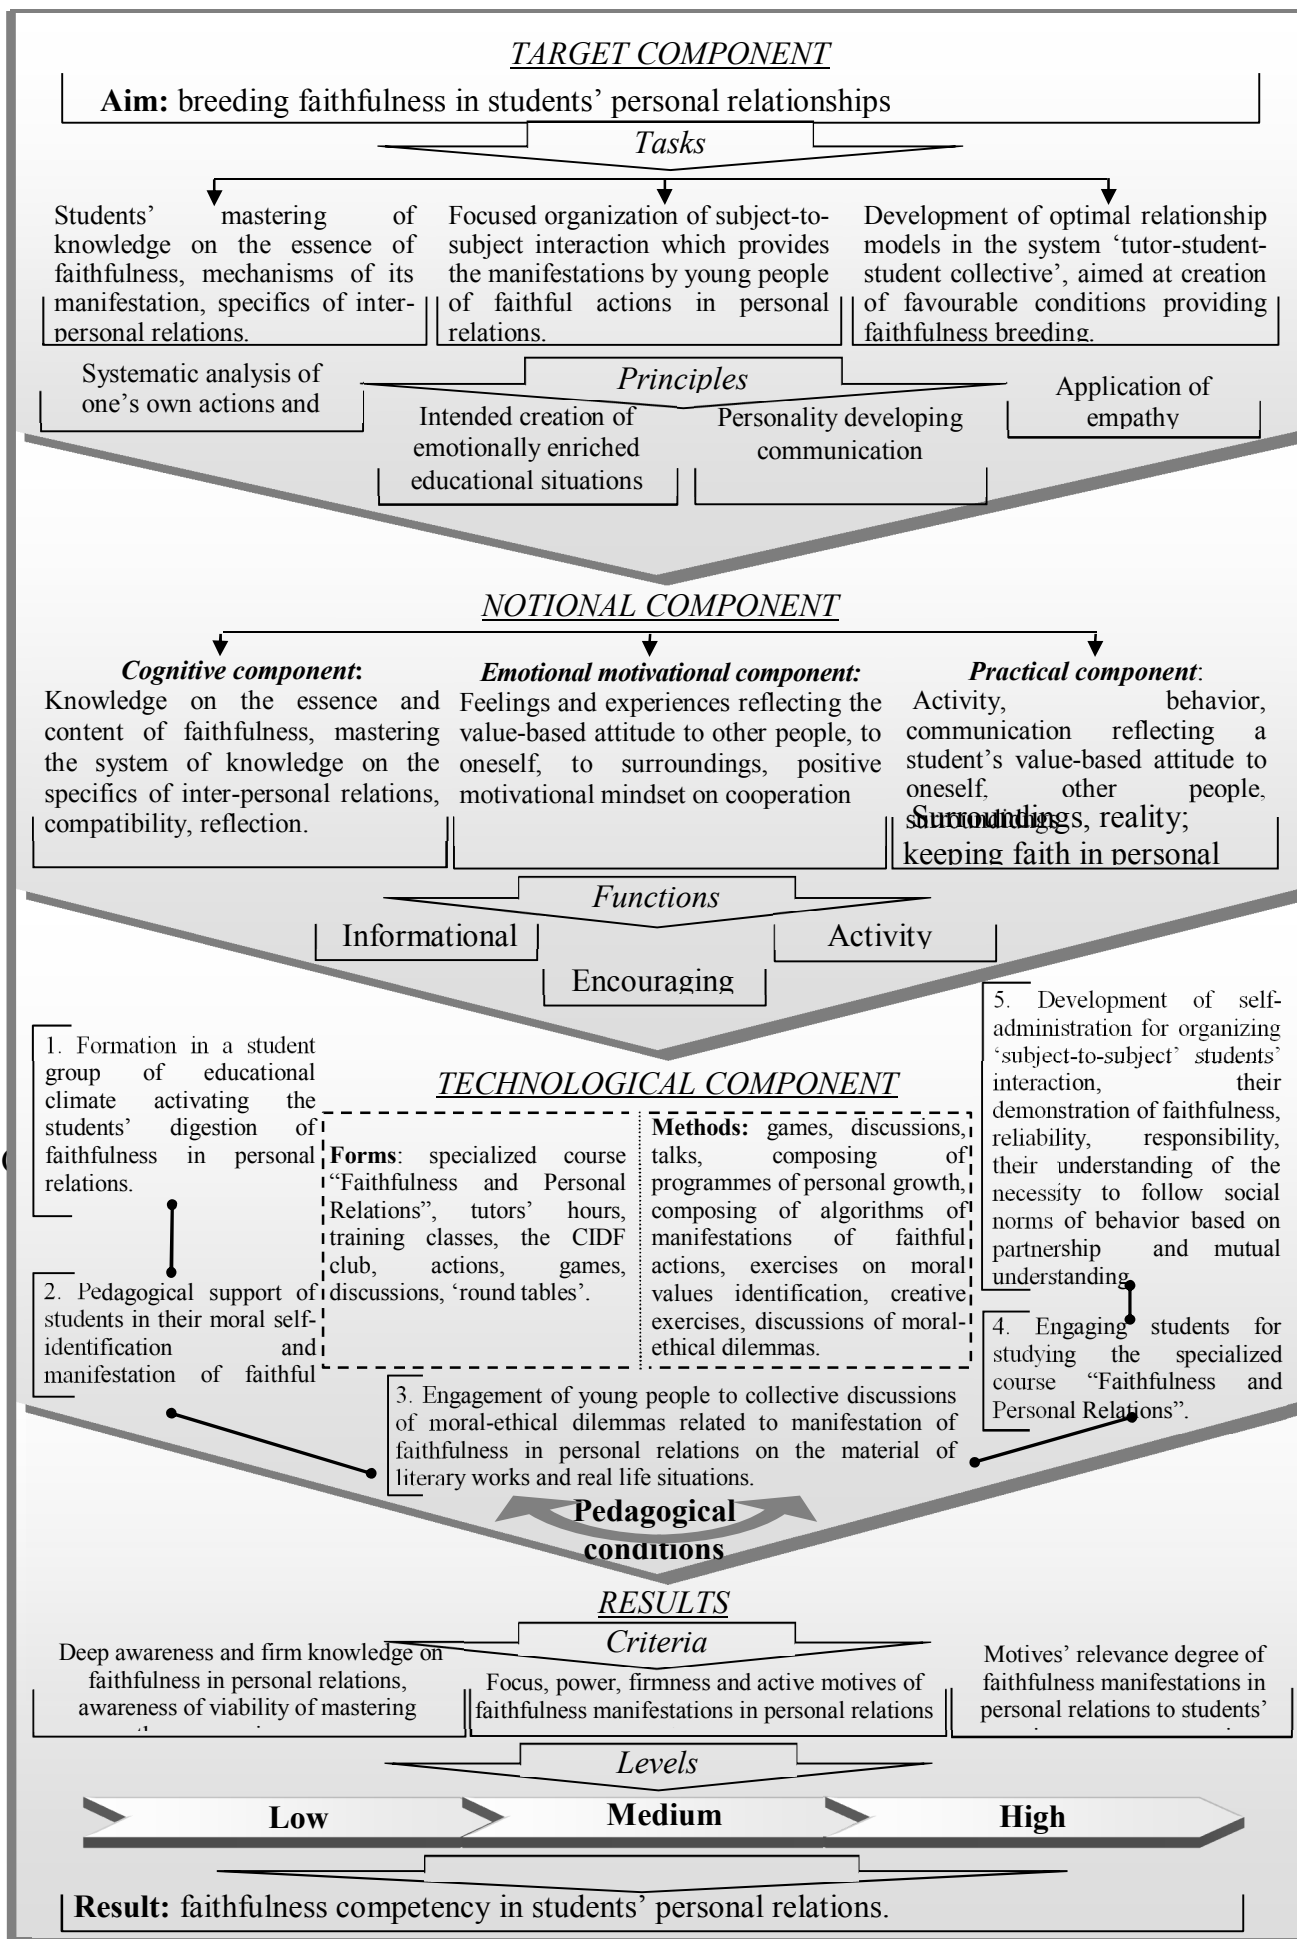 TARGET COMPONENT
Aim: breeding faithfulness in students’ personal relationships
Tasks
Students’ mastering of
knowledge on the essence of
faithfulness, mechanisms of its
manifestation, specifics of inter-
personal relations.
Focused organization of subject-to-
subject interaction which provides
the manifestations by young people
of faithful actions in personal
relations.
Development of optimal relationship
models in the system ‘tutor-student-
student collective’, aimed at creation
of favourable conditions providing
faithfulness breeding.
Principles
Systematic analysis of
one’s own actions and
Intended creation of
emotionally enriched
educational situations
Personality developing
communication
Application of
empathy
NOTIONAL COMPONENT
Cognitive component:
Knowledge on the essence and
content of faithfulness, mastering
the system of knowledge on the
specifics of inter-personal relations,
compatibility, reflection.
Emotional motivational component:
Feelings and experiences reflecting the
value-based attitude to other people, to
oneself, to surroundings, positive
motivational mindset on cooperation
Practical component:
Activity, behavior,
communication reflecting a
student’s value-based attitude to
oneself, other people,
Surroundings, reality;
keeping faith in personal
Functions
Informational
Encouraging
Activity
1. Formation in a student
group of educational
climate activating the
students’ digestion of
faithfulness in personal
relations.
2. Pedagogical support of
students in their moral self-
identification and
manifestation of faithful
TECHNOLOGICAL COMPONENT
Forms: specialized course
“Faithfulness and Personal
Relations”, tutors’ hours,
training classes, the CIDF
club, actions, games,
discussions, ‘round tables’.
Methods: games, discussions,
talks, composing of
programmes of personal growth,
composing of algorithms of
manifestations of faithful
actions, exercises on moral
values identification, creative
exercises, discussions of moral-
ethical dilemmas.
5. Development of self-
administration for organizing
‘subject-to-subject’ students’
interaction, their
demonstration of faithfulness,
reliability, responsibility,
their understanding of the
necessity to follow social
norms of behavior based on
partnership and mutual
understanding
4. Engaging students for
studying the specialized
course “Faithfulness and
Personal Relations”.
3. Engagement of young people to collective discussions
of moral-ethical dilemmas related to manifestation of
faithfulness in personal relations on the material of
literary works and real life situations.
Pedagogical
conditions
RESULTS
Criteria
Deep awareness and firm knowledge on
faithfulness in personal relations,
awareness of viability of mastering
Focus, power, firmness and active motives of
faithfulness manifestations in personal relations
Motives’ relevance degree of
faithfulness manifestations in
personal relations to students’
Levels
Low
Medium
High
Result: faithfulness competency in students’ personal relations.